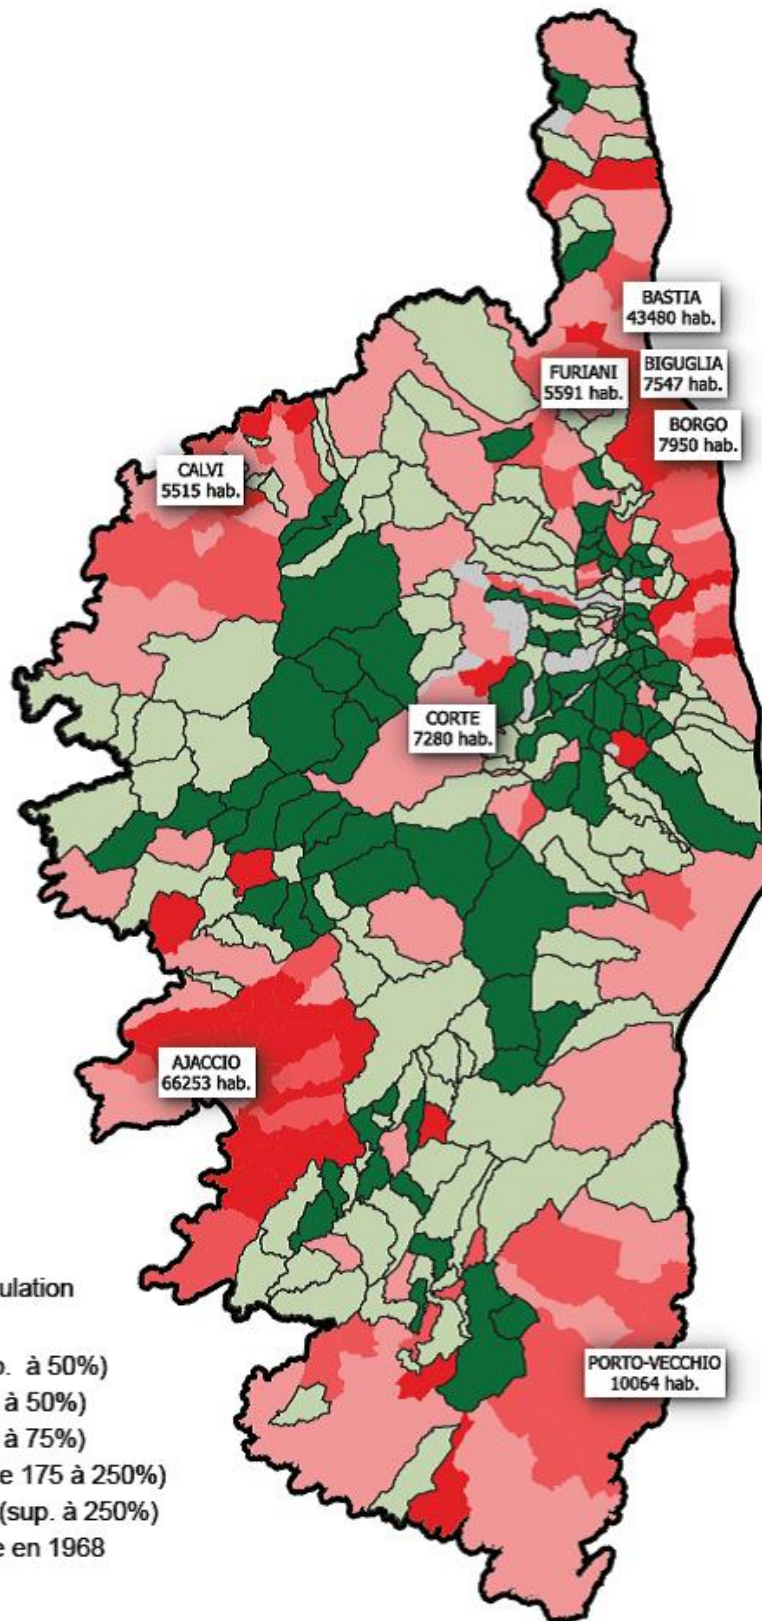 BASTIA
43480 hab.
FURIANI
5591 hab.
BIGUGLIA
7547 hab.
BORGO
7950 hab.
CALVI
5515 hab.
CORTE
7280 hab.
AJACCIO
66253 hab.
PORTO-VECCHIO
10064 hab.
ulation
. à 50%)
à 50%)
à 75%)
e 175 à 250%)
(sup. à 250%)
e en 1968